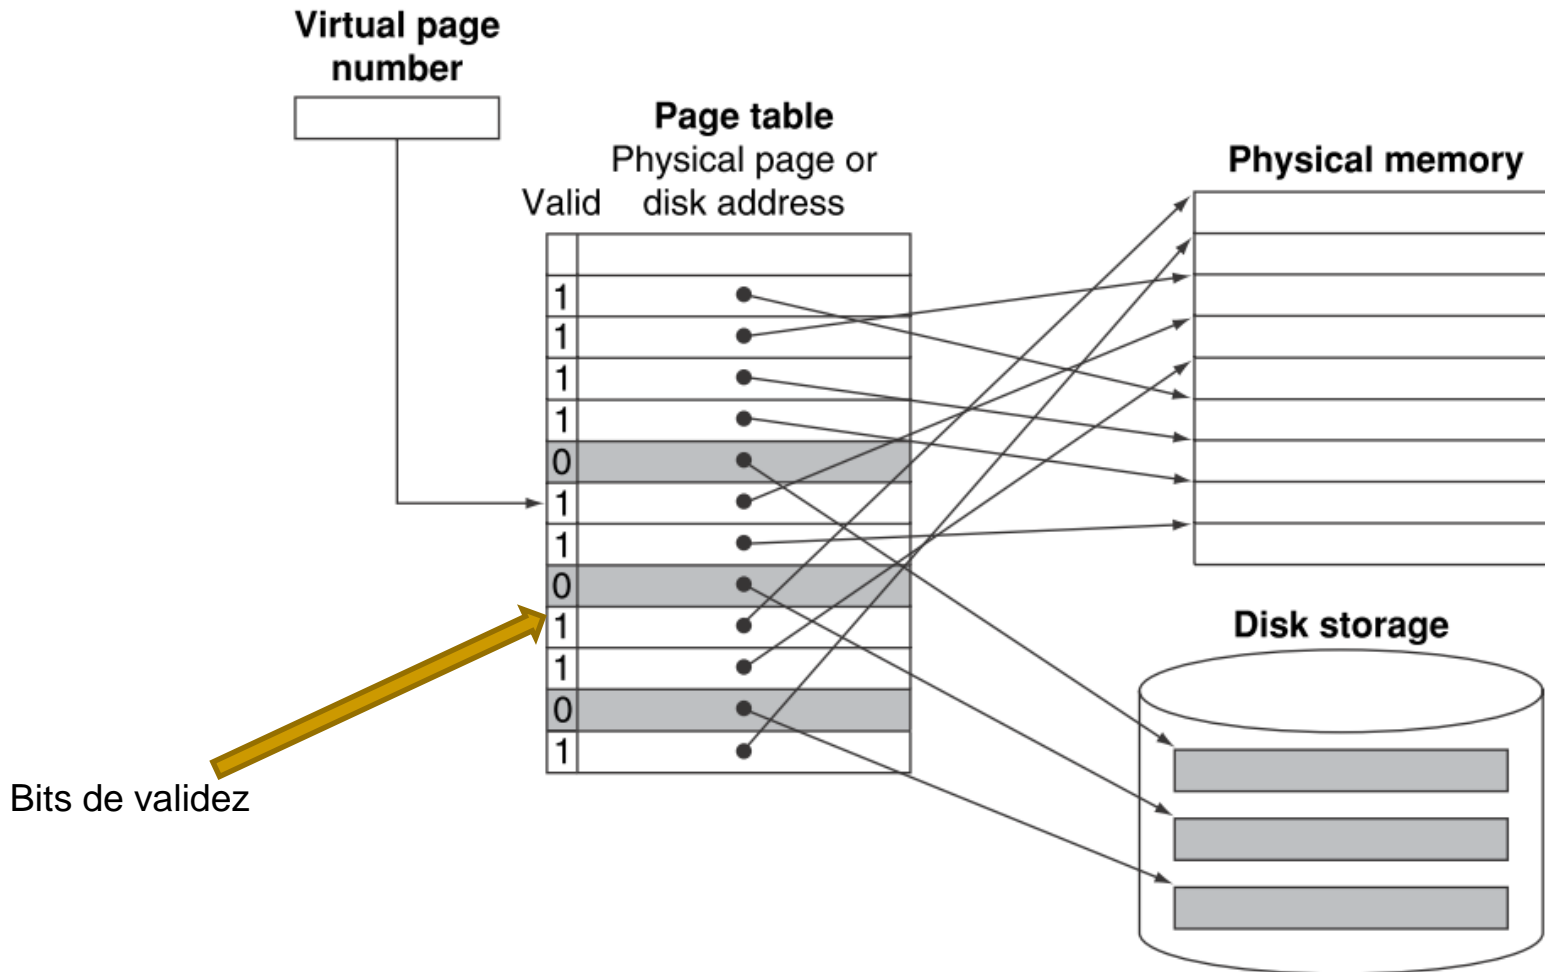 Virtual page
number
Page table
Physical page or
Valid disk address
Physical memory
1
1
1
1
0
1
1
0
1
1
0
1
Disk storage
Bits de validez